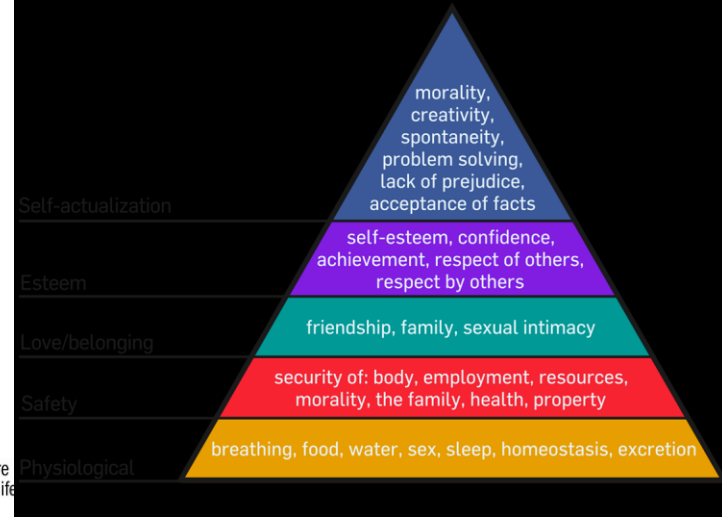 morality,
creativity,
spontaneity,
problem solving,
lack of prejudice,
acceptance of facts
Self-actualization
self-esteem, confidence,
achievement, respect of others,
respect by others
Esteem
friendship, family, sexual intimacy
Love/belonging
security of: body, employment, resources,
morality, the family, health, property
Safety
breathing, food, water, sex, sleep, homeostasis, excretion
Physiological